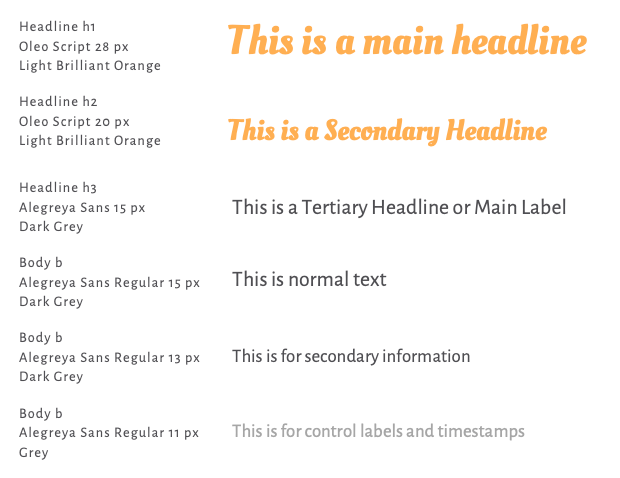 Headline h1
Oleo Script 28 px
Light Brilliant Orange
This is a main headline
Headline h2
Oleo Script 20 px
Light Brilliant Orange
This is a Secondary Headline
Headline h3
Alegreya Sans 15 px
Dark Grey
This is a Tertiary Headline or Main Label
Body b
Alegreya Sans Regular 15 px
Dark Grey
This is normal text
Body b
Alegreya Sans Regular 13 px
Dark Grey
This is for secondary information
Body b
Alegreya Sans Regular 11 px
Grey
This is for control labels and timestamps